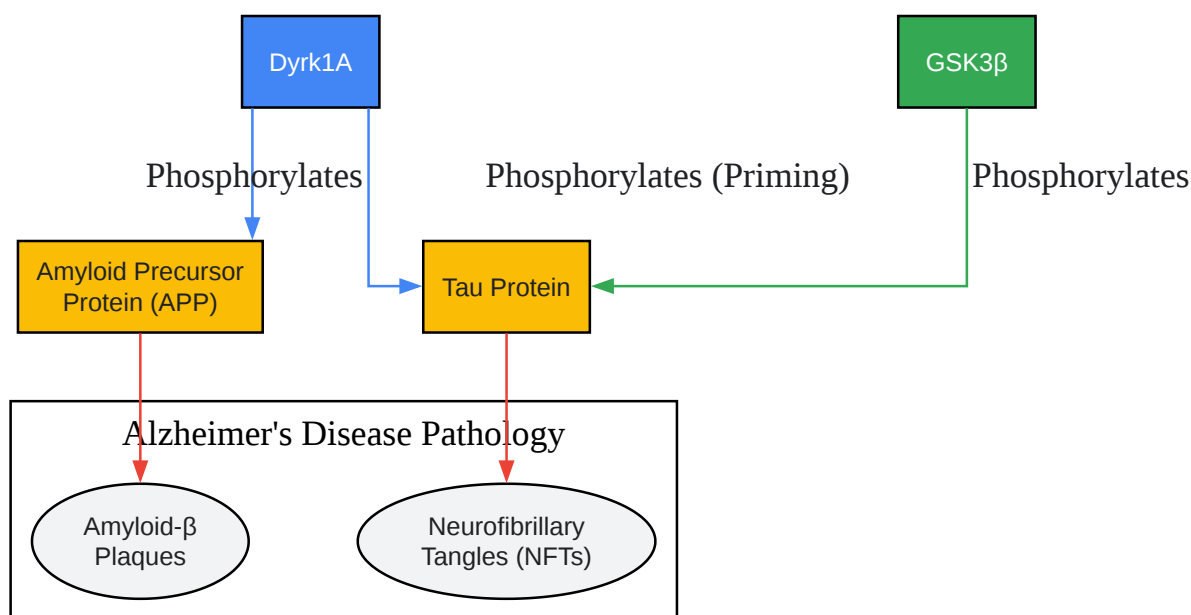 Dyrk1A
GSK3β
Phosphorylates
Phosphorylates (Priming)
Phosphorylates
Amyloid Precursor
Protein (APP)
Tau Protein
Alzheimer's Disease Pathology
Amyloid-β
Plaques
Neurofibrillary
Tangles (NFTs)